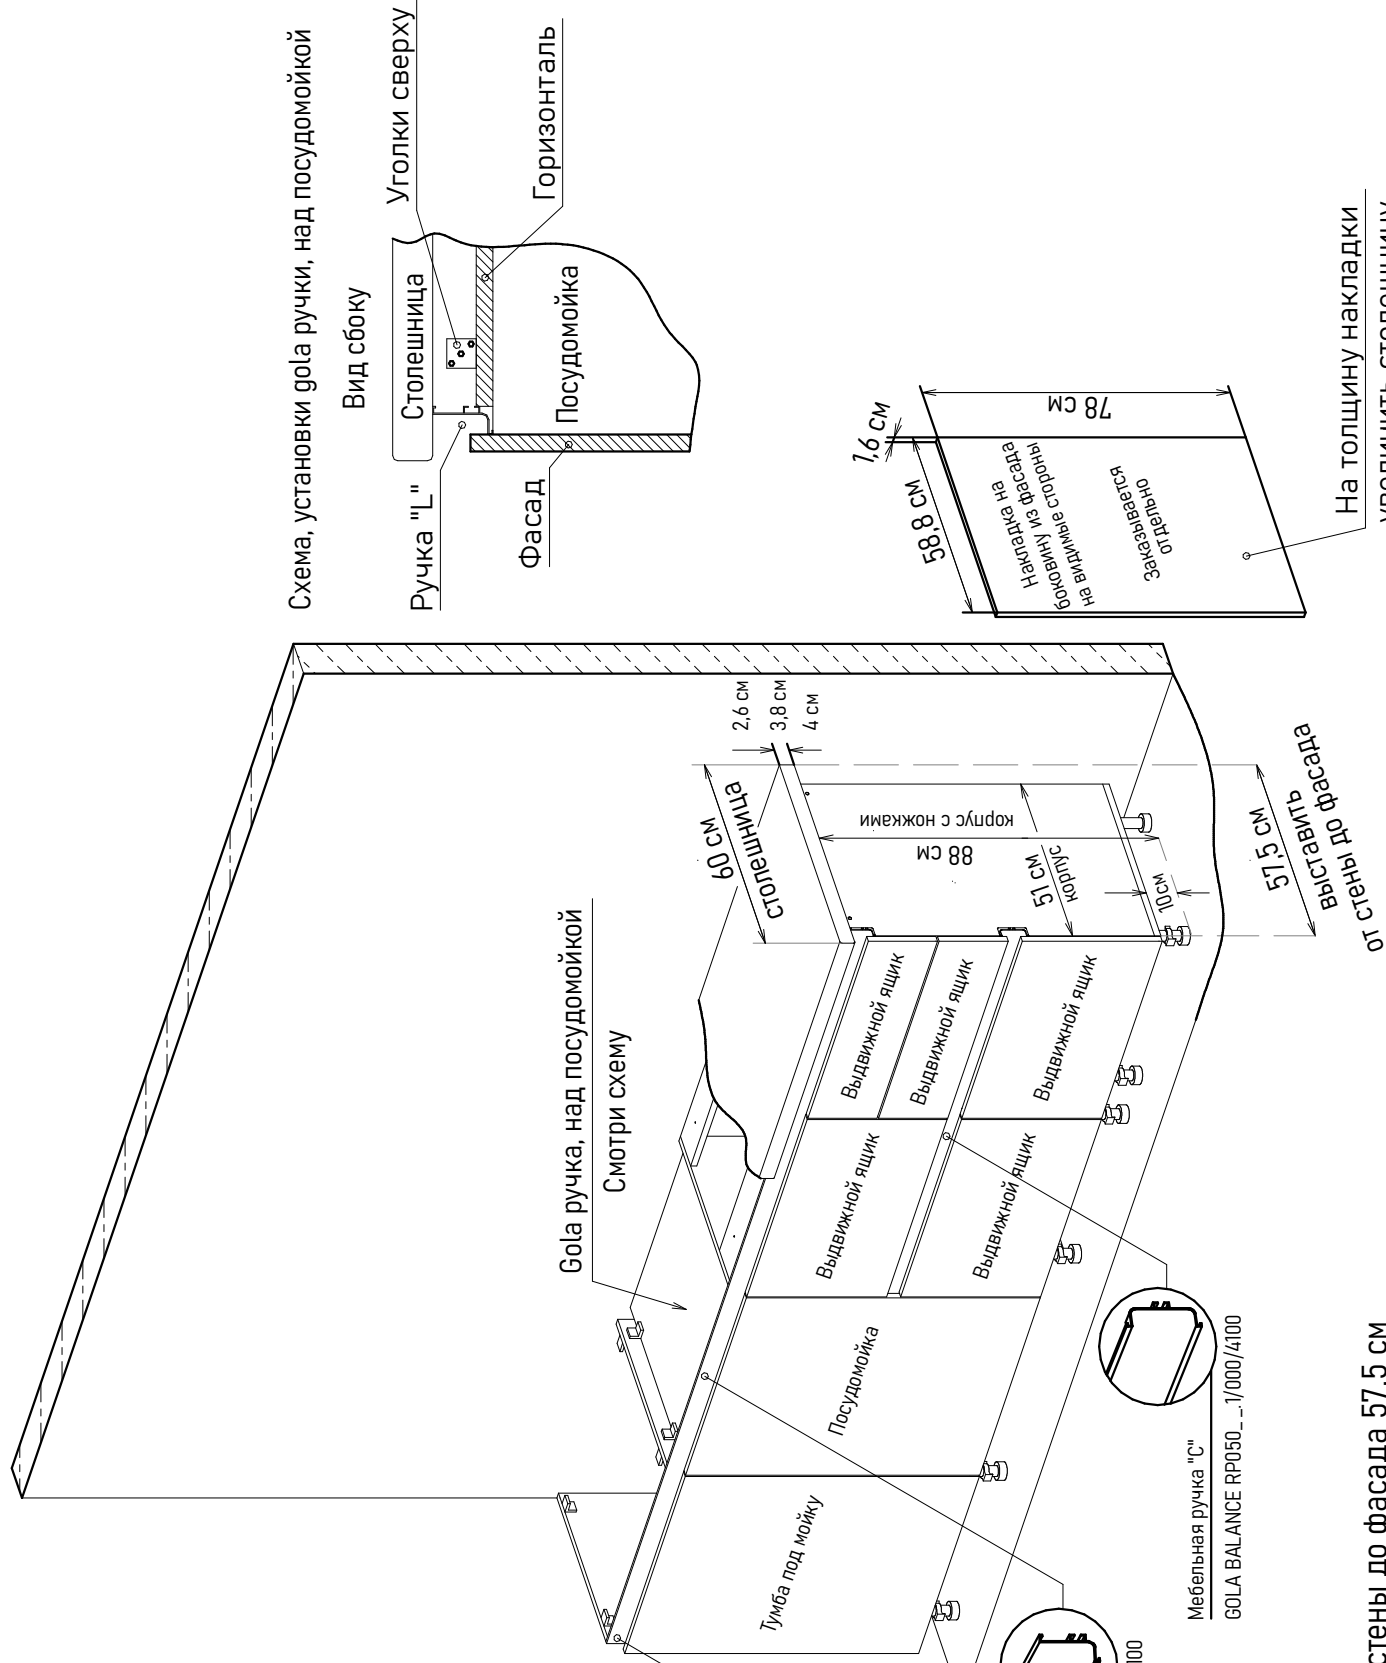 Схема, установки gola ручки, над посудомойкой
Вид сбоку
Уголки сверху
Горизонталь
Столешница
Посудомойка
Ручка "L"
Фасад
1,6 см
58,8 см
78 см
Накладка на
боковину из фасада
на видимые стороны
Заказывается
отдельно
На толщину накладки
увеличить столешницу
Gola ручка, над посудомойкой
Смотри схему
2,6 см
3,8 см
4 см
60 см
столешница
корпус с ножками
88 см
51 см
корпус
10см
57,5 см
выставить
от стены до фасада
Выдвижной ящик
Выдвижной ящик
Выдвижной ящик
Выдвижной ящик
Выдвижной ящик
Посудомойка
Тумба под мойку
Мебельная ручка "C"
GOLA BALANCE RP050_ _.1/000/4100
100
стены до фасада 57,5 см